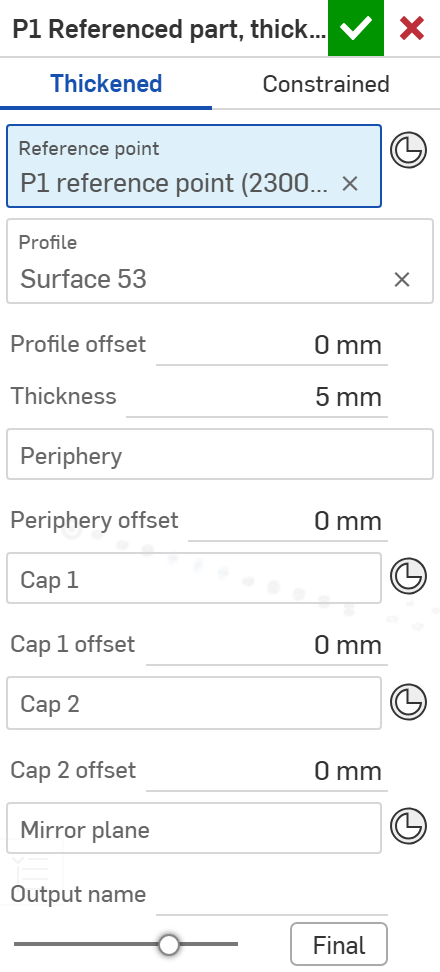 P1 Referenced part, thick...
Thickened Constrained
Reference point
P1 reference point (2300...
Profile
Surface 53
Profile offset 0 mm
Thickness 5 mm
Periphery
Periphery offset 0 mm
Cap 1
Cap 1 offset 0 mm
Cap 2
Cap 2 offset 0 mm
Mirror plane
Output name
Final